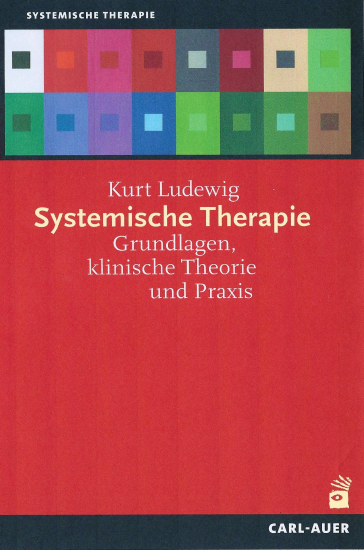 SYSTEMISCHE THERAPIE
Kurt Ludewig
Systemische Therapie
Grundlagen,
klinische Theorie
und Praxis
CARL-AUER